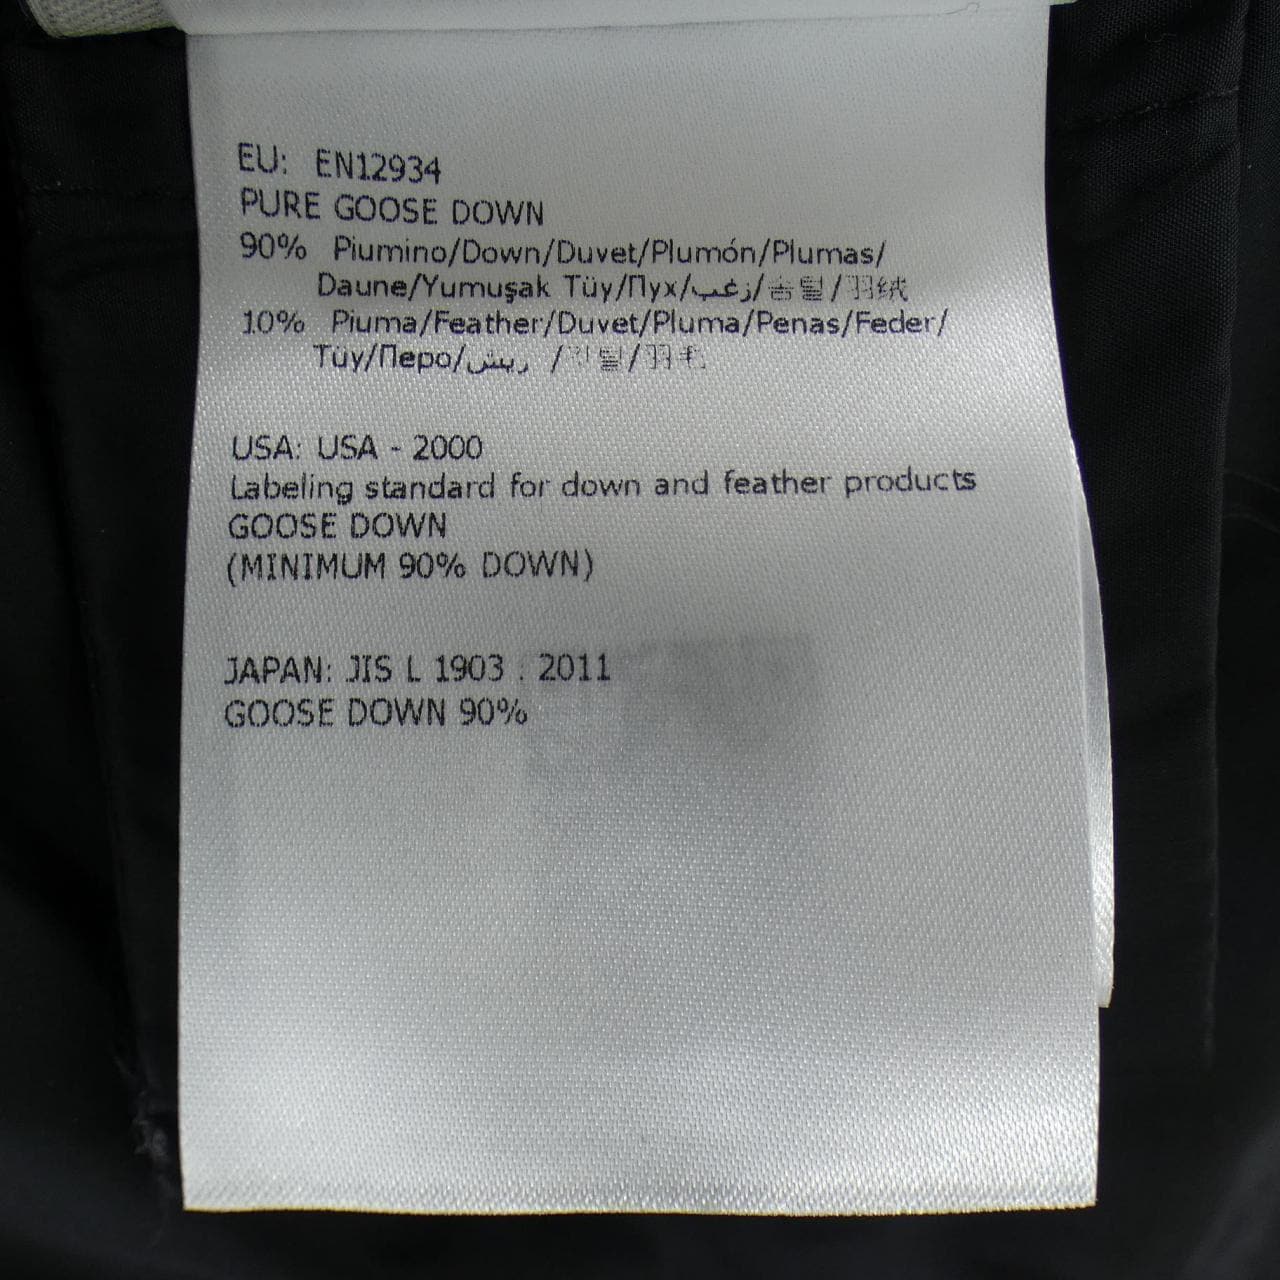 EU: EN12934
PURE GOOSE DOWN
90% Piumino/Down/Duvet/Plumón/Plumas/
Daune/Yumuşak Tüy/Пух/زغب/솜털/羽绒
10% Piuma/Feather/Duvet/Pluma/Penas/Feder/
Tüy/Перо/ريش /깃털/羽毛
USA: USA - 2000
Labeling standard for down and feather products
GOOSE DOWN
(MINIMUM 90% DOWN)
JAPAN: JIS L 1903 : 2011
GOOSE DOWN 90%